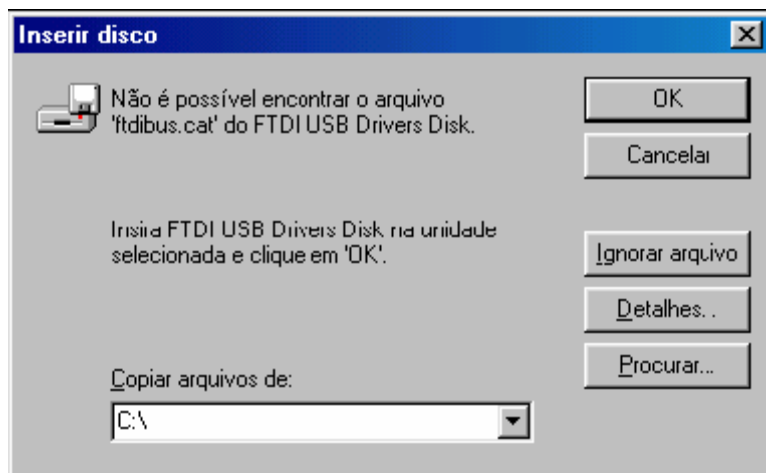 Inserir disco
Não é possível encontrar o arquivo
'ftdibus.cat' do FTDI USB Drivers Disk.
OK
Cancelar
Insira FTDI USB Drivers Disk na unidade
selecionada e clique em 'OK'.
Ignorar arquivo
Detalhes. .
Procurar...
Copiar arquivos de:
C:\